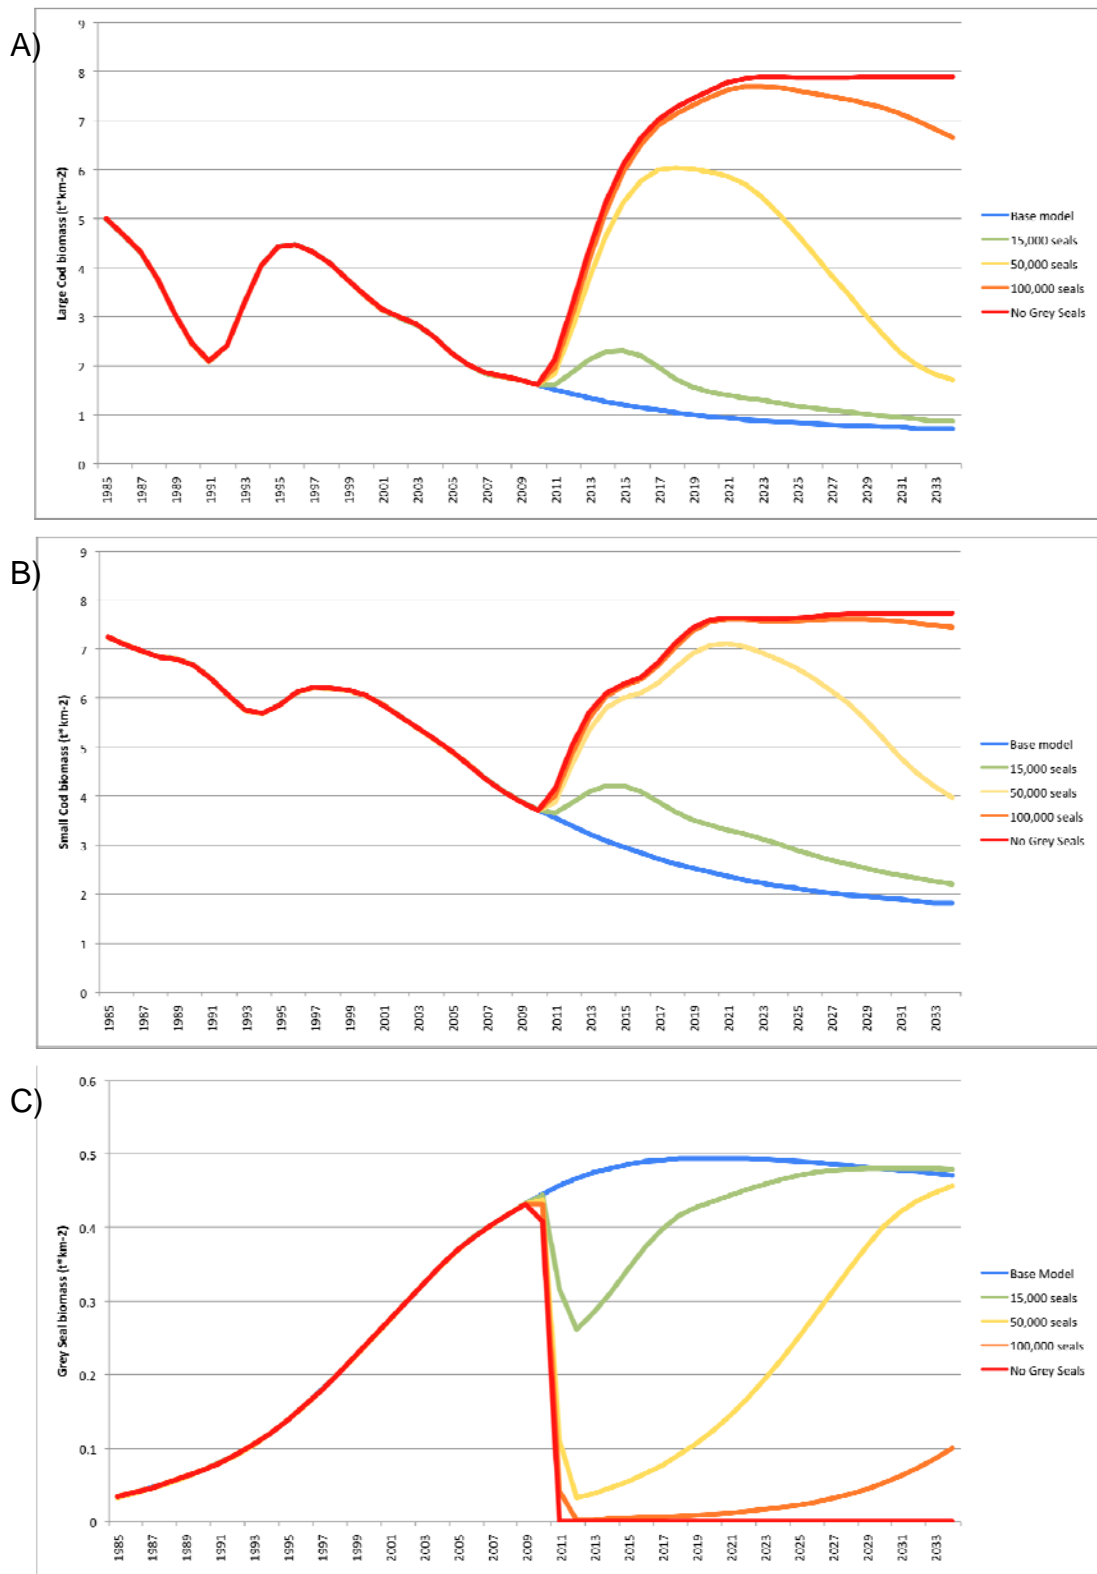 A)
9
8
7
6
5
4
3
2
1
0
Large Cod biomass (t*km-2)
1985 1987 1989 1991 1993 1995 1997 1999 2001 2003 2005 2007 2009 2011 2013 2015 2017 2019 2021 2023 2025 2027 2029 2031 2033
Base model
15,000 seals
50,000 seals
100,000 seals
No Grey Seals
B)
9
8
7
6
5
4
3
2
1
0
Small Cod biomass (t*km-2)
1985 1987 1989 1991 1993 1995 1997 1999 2001 2003 2005 2007 2009 2011 2013 2015 2017 2019 2021 2023 2025 2027 2029 2031 2033
Base model
15,000 seals
50,000 seals
100,000 seals
No Grey Seals
C)
0.6
0.5
0.4
0.3
0.2
0.1
0
Grey Seal biomass (t*km-2)
1985 1987 1989 1991 1993 1995 1997 1999 2001 2003 2005 2007 2009 2011 2013 2015 2017 2019 2021 2023 2025 2027 2029 2031 2033
Base Model
15,000 seals
50,000 seals
100,000 seals
No Grey Seals